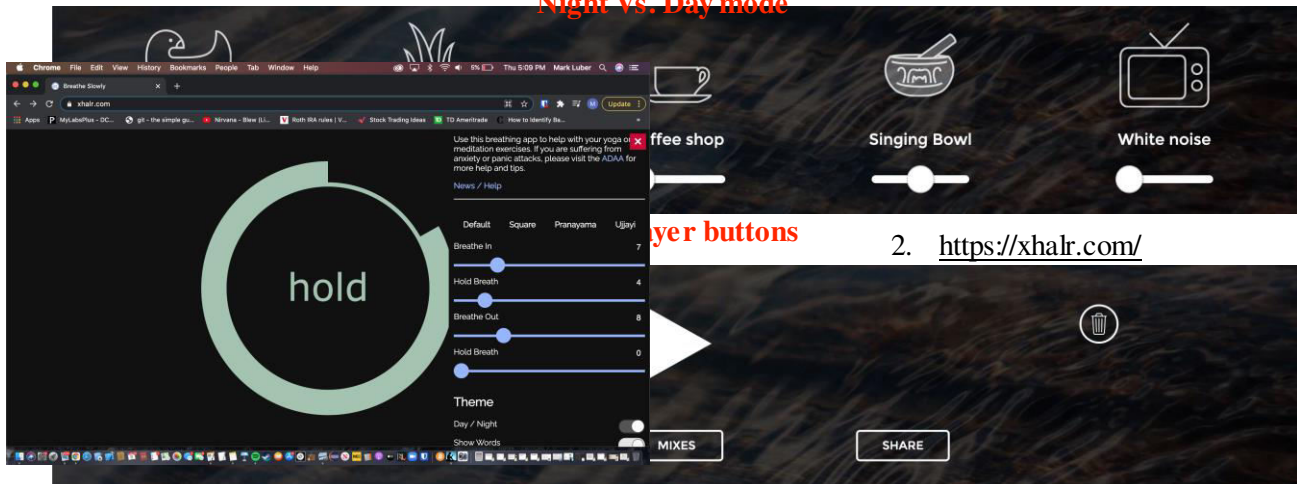 Night Vs. Day mode
Chrome File Edit View History Bookmarks People Tab Window Help 6% Thu 5:09 PM Mark Luber
Breathe Slowly
xhalr.com
Update
Apps MyLabsPlus - DC... git - the simple gu... Nirvana - Blew (Li... Roth IRA rules | V... Stock Trading Ideas TD Ameritrade How to Identify Ba...
Use this breathing app to help with your yoga or
meditation exercises. If you are suffering from
anxiety or panic attacks, please visit the ADAA for
more help and tips.
News / Help
Default Square Pranayama Ujjayi
Breathe In 7
Hold Breath 4
Breathe Out 8
Hold Breath 0
Theme
Day / Night
Show Words
hold
ffee shop
Singing Bowl
White noise
yer buttons
2. https://xhalr.com/
MIXES
SHARE